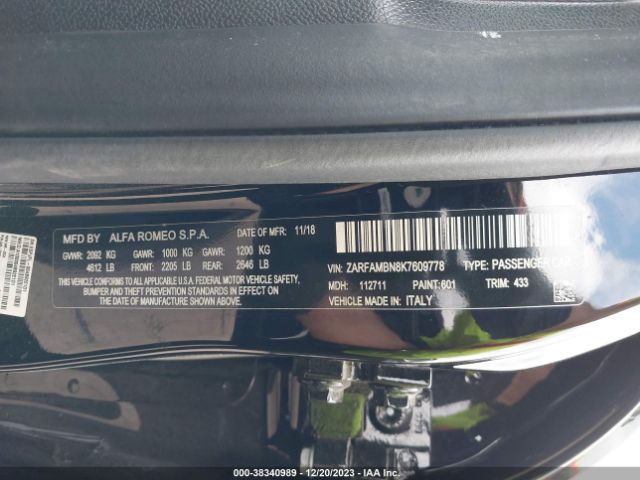 MFD BY ALFA ROMEO S.P.A. DATE OF MFR: 11/18
GVWR: 2092 KG GAWR: 1000 KG GAWR: 1200 KG
4612 LB FRONT: 2205 LB REAR: 2646 LB
THIS VEHICLE CONFORMS TO ALL APPLICABLE U.S.A. FEDERAL MOTOR VEHICLE SAFETY,
BUMPER AND THEFT PREVENTION STANDARDS IN EFFECT
ON THE DATE OF MANUFACTURE SHOWN ABOVE.
VIN: ZARFAMBN8K7609778 TYPE: PASSENGER CAR
MDH: 112711 PAINT: 601 TRIM: 433
VEHICLE MADE IN: ITALY
000-38340989 | 12/20/2023 | IAA Inc.